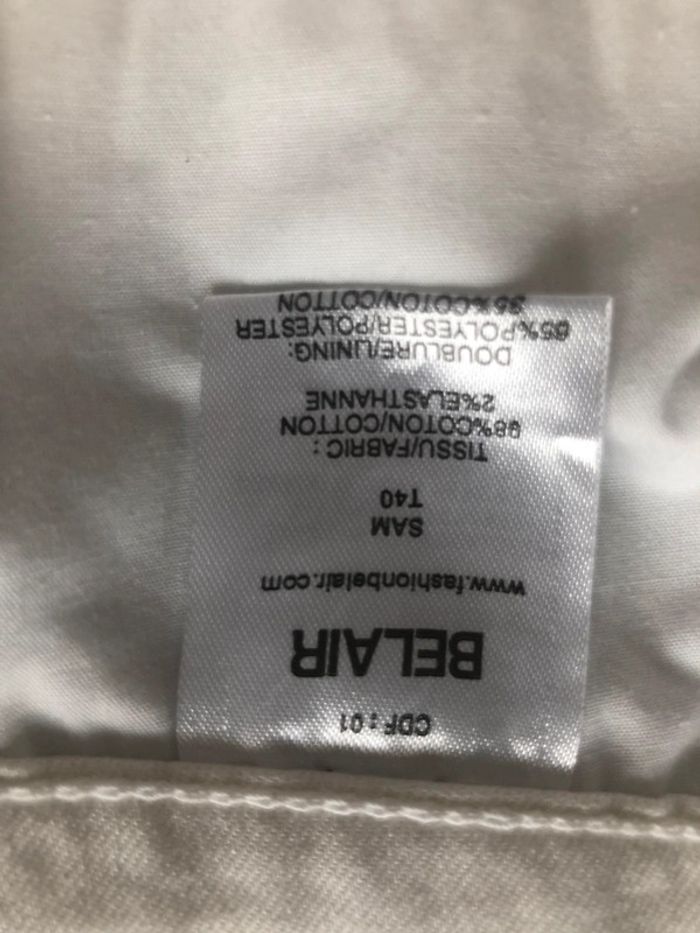 CDF : 01
BELAIR
www.fashionbelair.com
SAM
T40
TISSU/FABRIC :
98%COTON/COTTON
2%ELASTHANNE
DOUBLURE/LINING:
65%POLYESTER/POLYESTER
35%COTON/COTTON